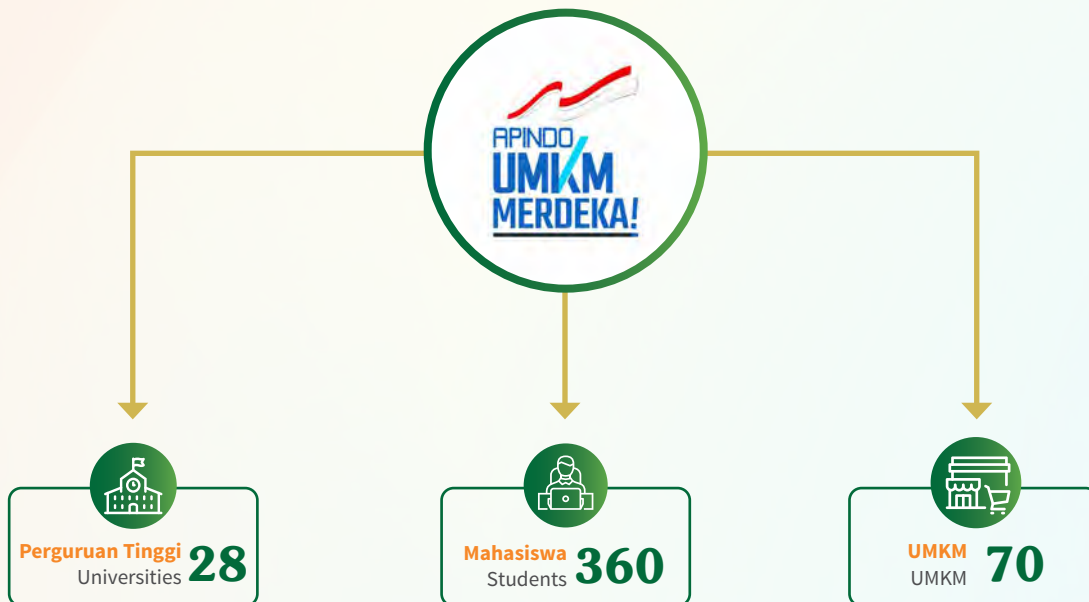 APINDO
UMKM
MERDEKA!
Perguruan Tinggi
Universities
28
Mahasiswa
Students
360
UMKM
UMKM
70